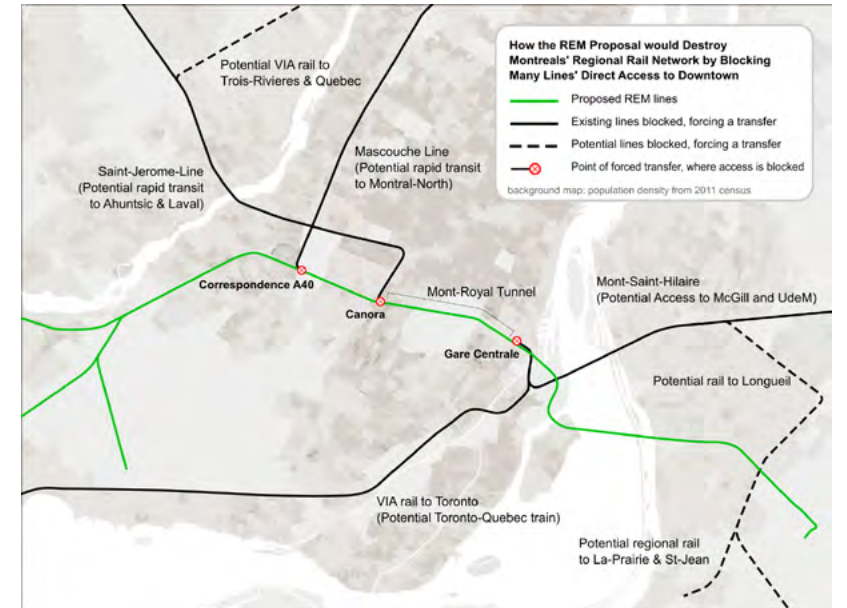 How the REM Proposal would Destroy
Montreals' Regional Rail Network by Blocking
Many Lines' Direct Access to Downtown
Proposed REM lines
Existing lines blocked, forcing a transfer
Potential lines blocked, forcing a transfer
Point of forced transfer, where access is blocked
background map: population density from 2011 census
Potential VIA rail to
Trois-Rivieres & Quebec
Mascouche Line
(Potential rapid transit
to Montral-North)
Saint-Jerome-Line
(Potential rapid transit
to Ahuntsic & Laval)
Correspondence A40
Canora
Mont-Royal Tunnel
Gare Centrale
Mont-Saint-Hilaire
(Potential Access to McGill and UdeM)
Potential rail to Longueil
VIA rail to Toronto
(Potential Toronto-Quebec train)
Potential regional rail
to La-Prairie & St-Jean